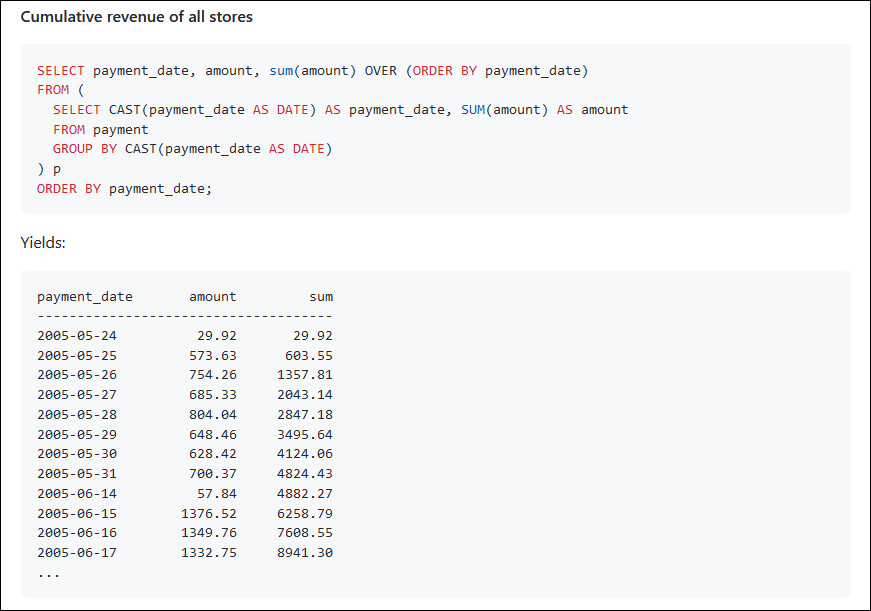 Cumulative revenue of all stores
SELECT payment_date, amount, sum(amount) OVER (ORDER BY payment_date)
FROM (
  SELECT CAST(payment_date AS DATE) AS payment_date, SUM(amount) AS amount
  FROM payment
  GROUP BY CAST(payment_date AS DATE)
) p
ORDER BY payment_date;
Yields:
payment_date       amount         sum
-------------------------------------
2005-05-24          29.92       29.92
2005-05-25         573.63      603.55
2005-05-26         754.26     1357.81
2005-05-27         685.33     2043.14
2005-05-28         804.04     2847.18
2005-05-29         648.46     3495.64
2005-05-30         628.42     4124.06
2005-05-31         700.37     4824.43
2005-06-14          57.84     4882.27
2005-06-15        1376.52     6258.79
2005-06-16        1349.76     7608.55
2005-06-17        1332.75     8941.30
...